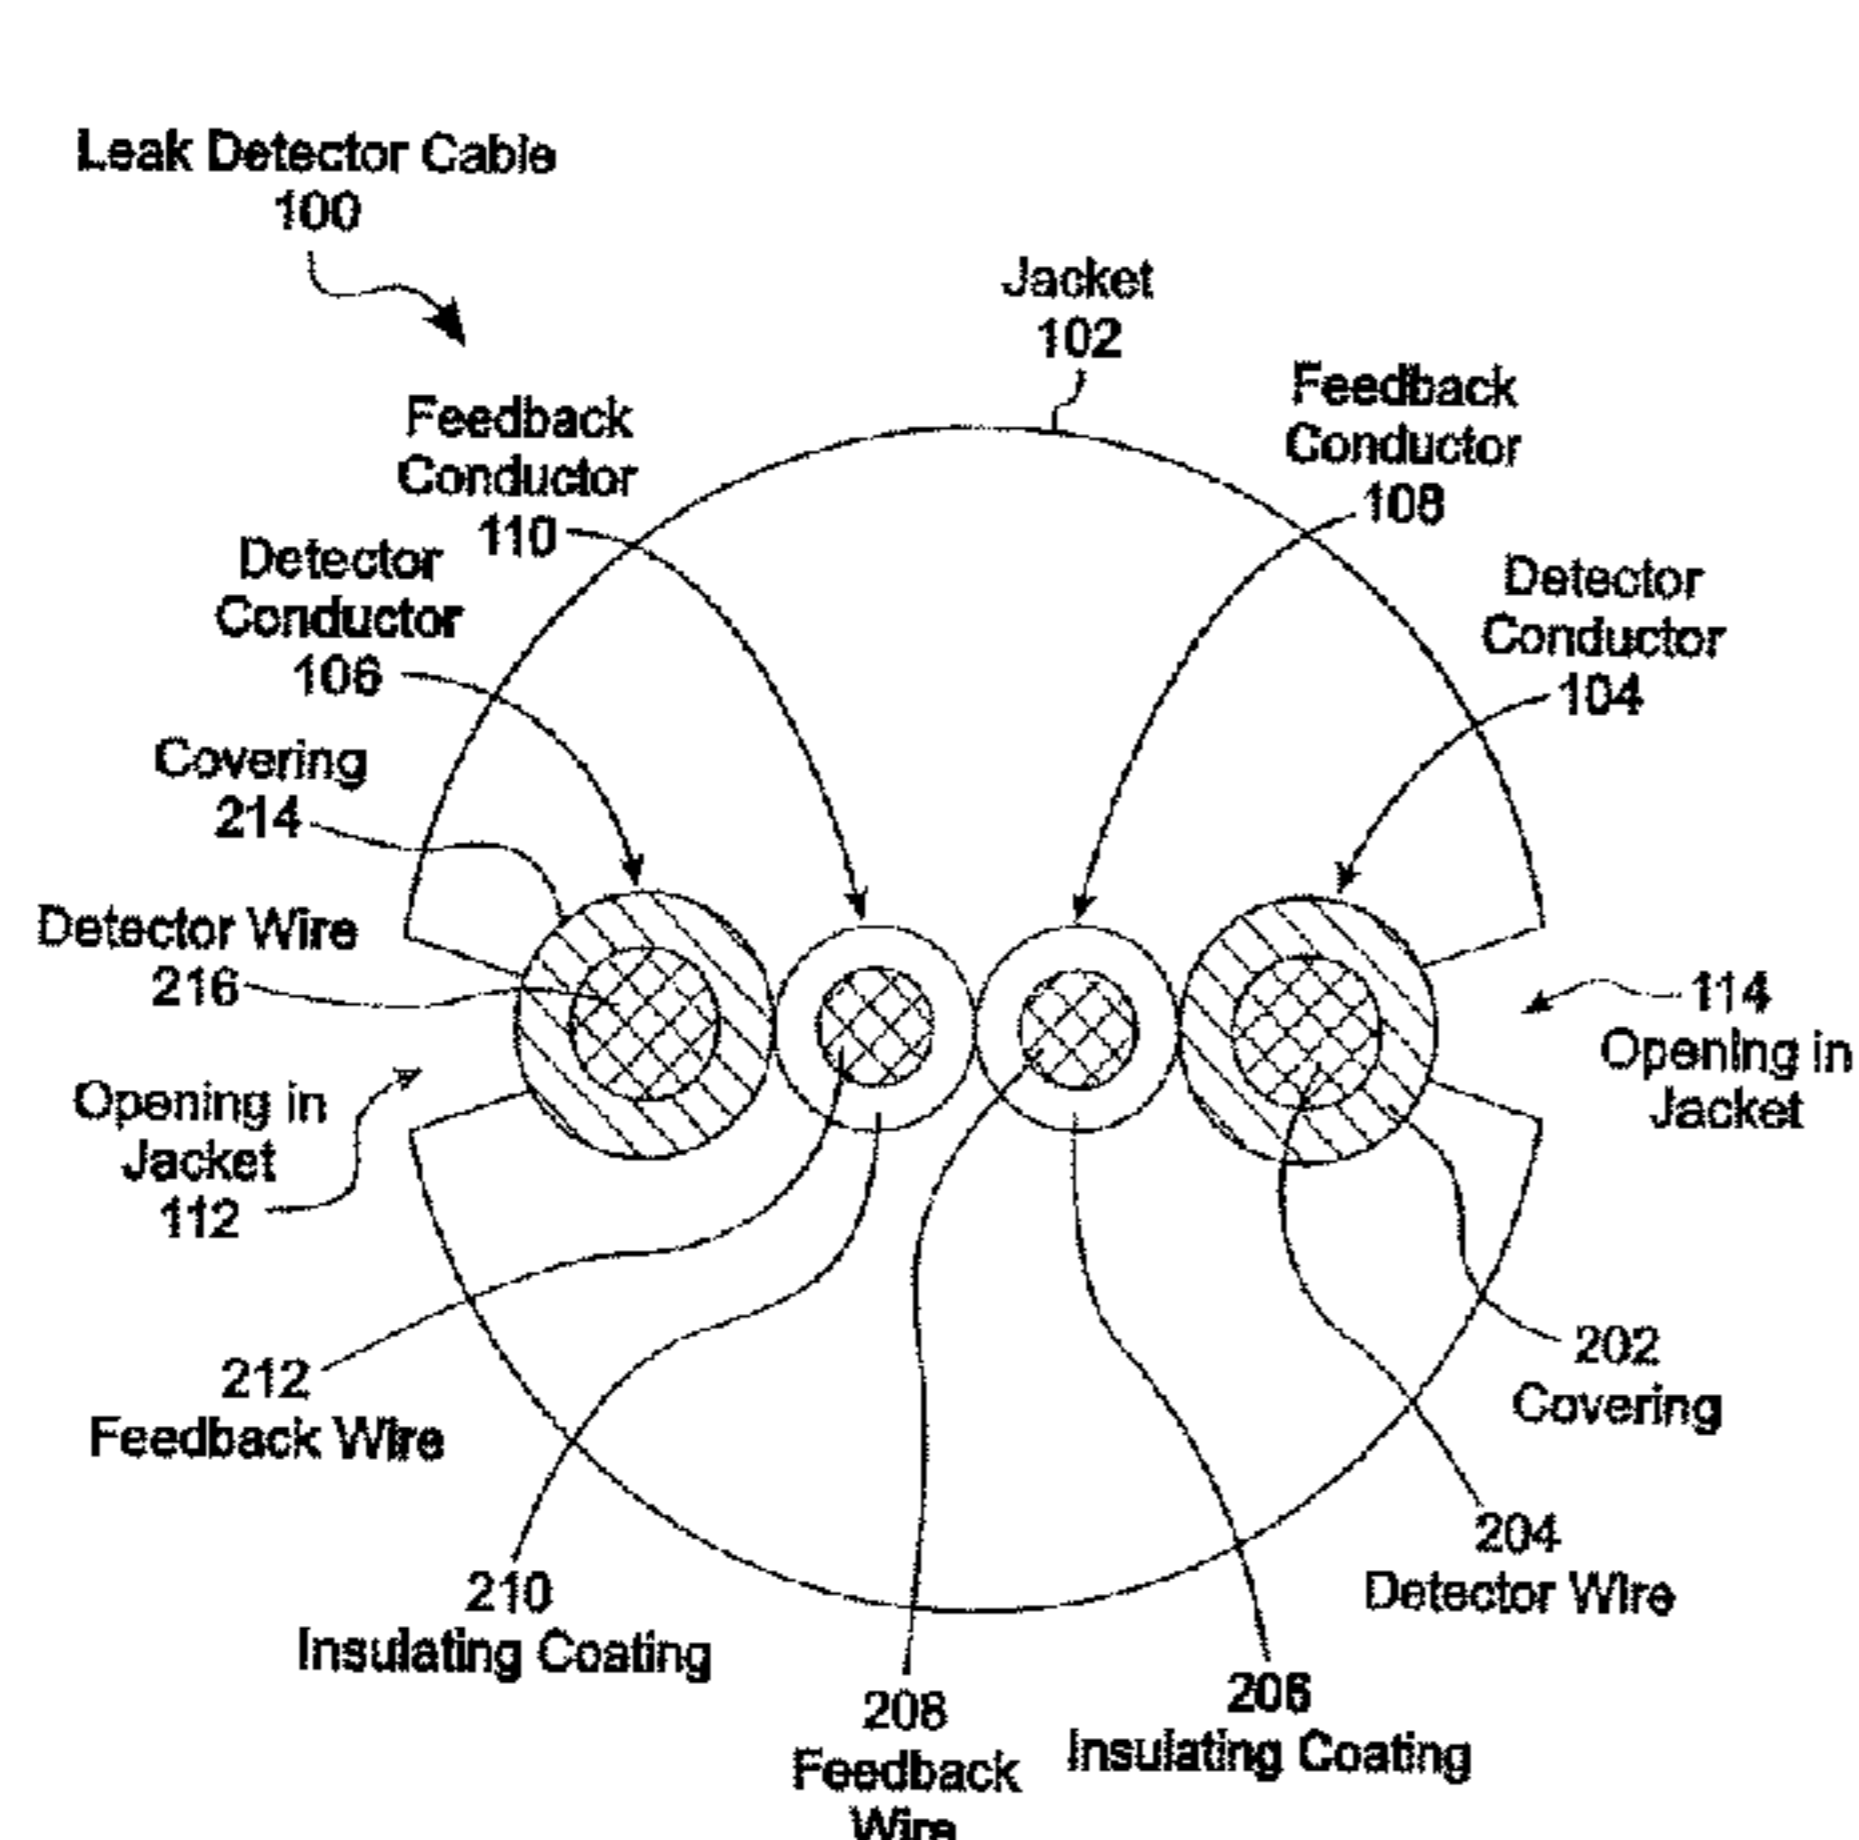 Leak Detector Cable
100
Jacket
102
Feedback
Conductor
108
Feedback
Conductor
110
Detector
Conductor
106
Detector
Conductor
104
Covering
214
Detector Wire
216
114
Opening in
Jacket
Opening in
Jacket
112
202
Covering
212
Feedback Wire
204
Detector Wire
210
Insulating Coating
206
Insulating Coating
208
Feedback
Wire